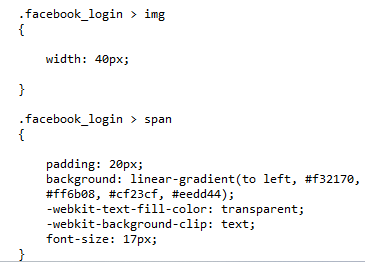 .facebook_login > img
{
width: 40px;
}
.facebook_login > span
{
padding: 20px;
background: linear-gradient(to left, #f32170,
#ff6b08, #cf23cf, #eedd44);
-webkit-text-fill-color: transparent;
-webkit-background-clip: text;
font-size: 17px;
}